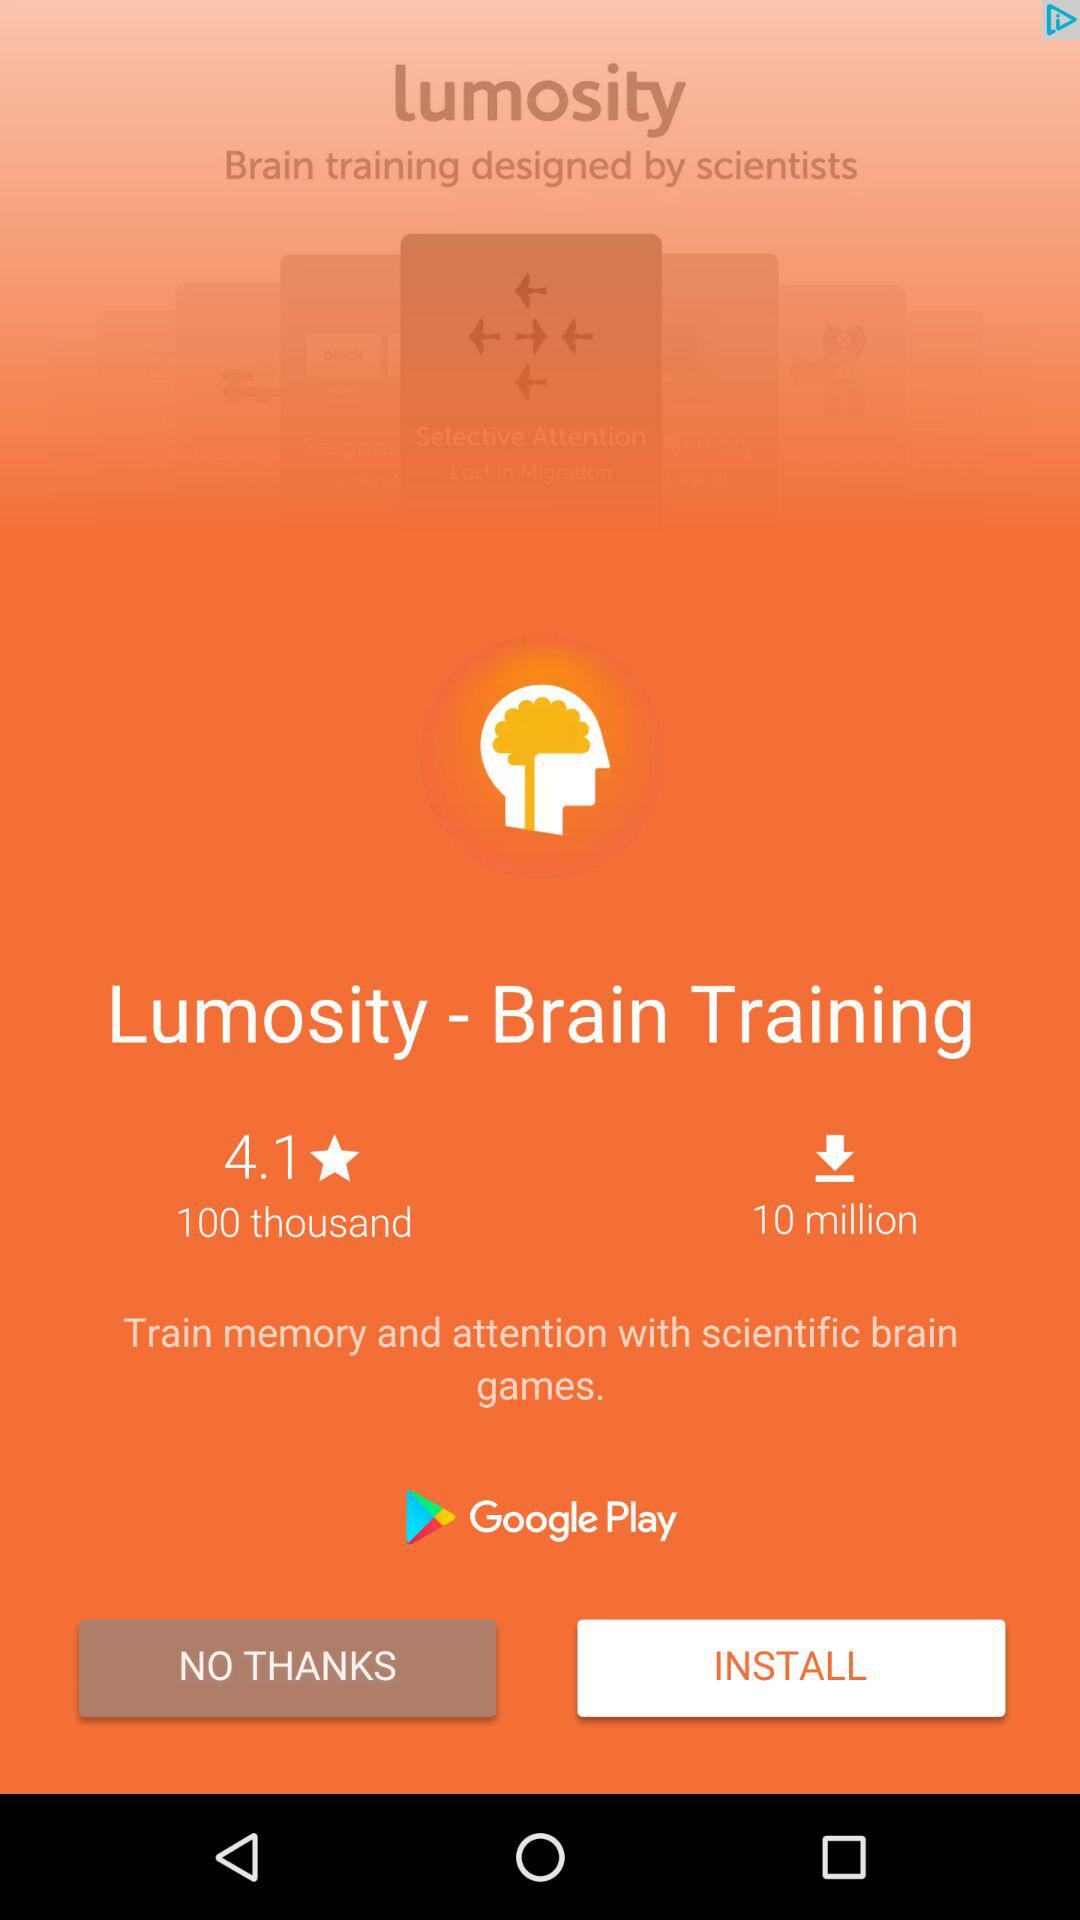 lumosity
Brain training designed by scientists
black
Respons
Selective Attention
Memory
Lost in Migration
Lumosity - Brain Training
4.1
100 thousand
10 million
Train memory and attention with scientific brain
games.
Google Play
NO THANKS
INSTALL